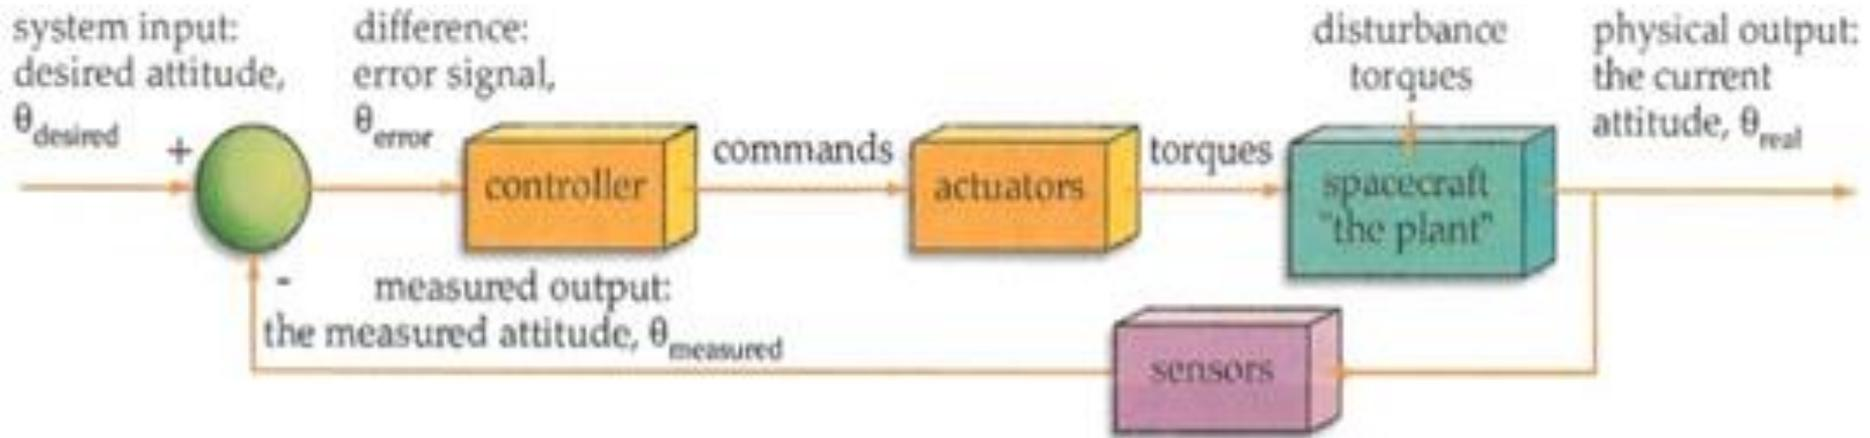 system input:
desired attitude,
θdesired
difference:
error signal,
θerror
disturbance
torques
physical output:
the current
attitude, θreal
+
controller
commands
actuators
torques
spacecraft
"the plant"
-
measured output:
the measured attitude, θmeasured
sensors